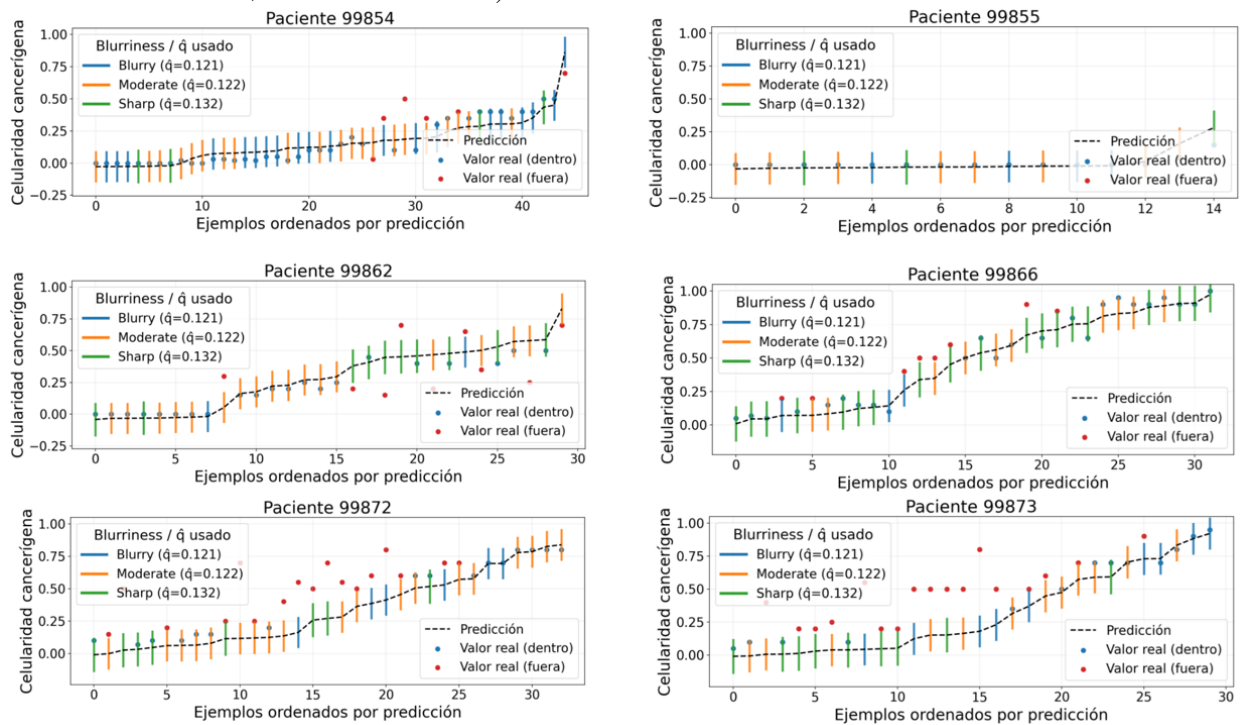 Paciente 99854
Celularidad cancerígena
1.00
0.75
0.50
0.25
0.00
−0.25
Blurriness / q̂ usado
Blurry (q̂=0.121)
Moderate (q̂=0.122)
Sharp (q̂=0.132)
Predicción
Valor real (dentro)
Valor real (fuera)
0 10 20 30 40
Ejemplos ordenados por predicción
Paciente 99855
Celularidad cancerígena
1.00
0.75
0.50
0.25
0.00
−0.25
Blurriness / q̂ usado
Blurry (q̂=0.121)
Moderate (q̂=0.122)
Sharp (q̂=0.132)
Predicción
Valor real (dentro)
Valor real (fuera)
0 2 4 6 8 10 12 14
Ejemplos ordenados por predicción
Paciente 99862
Celularidad cancerígena
1.00
0.75
0.50
0.25
0.00
−0.25
Blurriness / q̂ usado
Blurry (q̂=0.121)
Moderate (q̂=0.122)
Sharp (q̂=0.132)
Predicción
Valor real (dentro)
Valor real (fuera)
0 5 10 15 20 25 30
Ejemplos ordenados por predicción
Paciente 99866
Celularidad cancerígena
1.00
0.75
0.50
0.25
0.00
Blurriness / q̂ usado
Blurry (q̂=0.121)
Moderate (q̂=0.122)
Sharp (q̂=0.132)
Predicción
Valor real (dentro)
Valor real (fuera)
0 5 10 15 20 25 30
Ejemplos ordenados por predicción
Paciente 99872
Celularidad cancerígena
1.00
0.75
0.50
0.25
0.00
Blurriness / q̂ usado
Blurry (q̂=0.121)
Moderate (q̂=0.122)
Sharp (q̂=0.132)
Predicción
Valor real (dentro)
Valor real (fuera)
0 5 10 15 20 25 30
Ejemplos ordenados por predicción
Paciente 99873
Celularidad cancerígena
1.00
0.75
0.50
0.25
0.00
Blurriness / q̂ usado
Blurry (q̂=0.121)
Moderate (q̂=0.122)
Sharp (q̂=0.132)
Predicción
Valor real (dentro)
Valor real (fuera)
0 5 10 15 20 25 30
Ejemplos ordenados por predicción